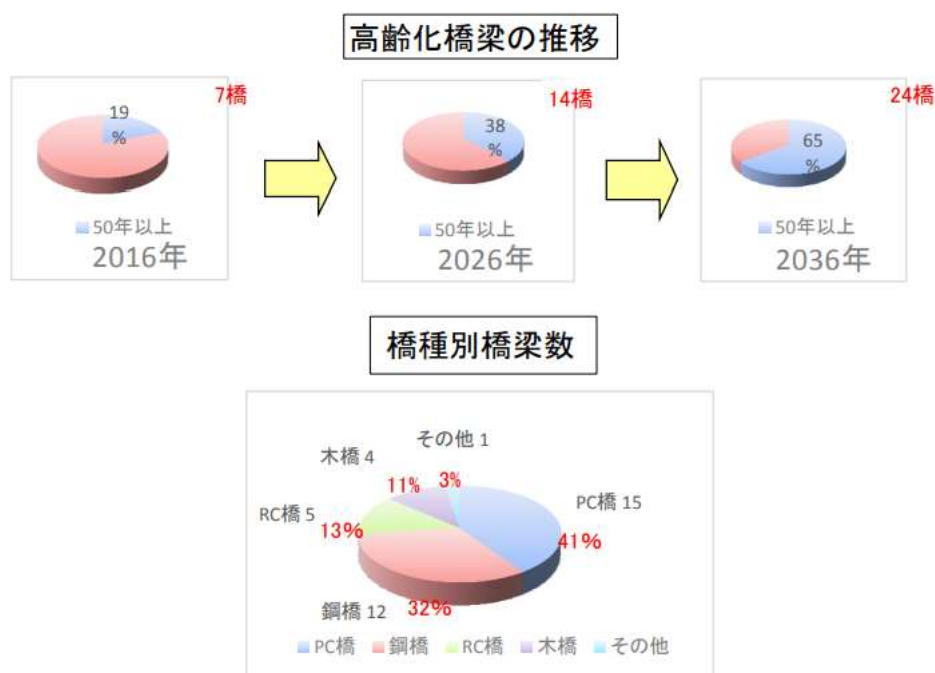 高齢化橋梁の推移
7橋
19
%
50年以上
2016年
14橋
38
%
50年以上
2026年
24橋
65
%
50年以上
2036年
橋種別橋梁数
その他 1
木橋 4
3%
11%
RC橋 5
PC橋 15
13%
41%
鋼橋 12
32%
PC橋 鋼橋 RC橋 木橋 その他